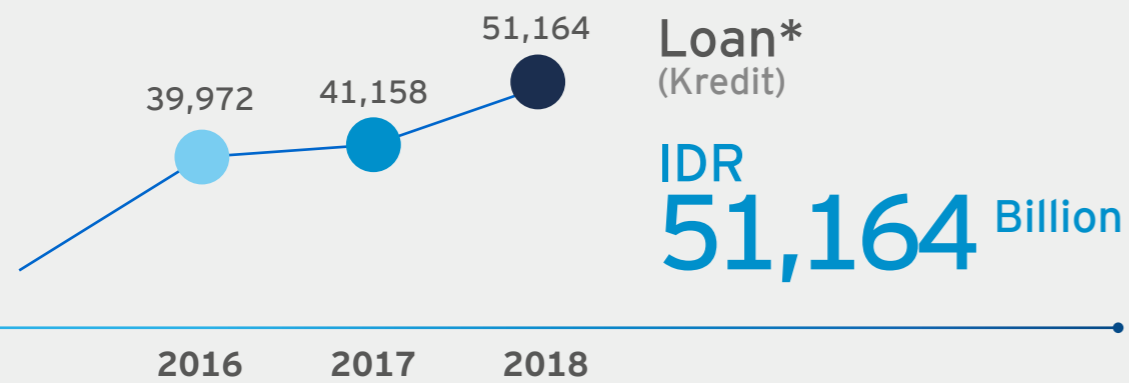 51,164
41,158
39,972
2016
2017
2018
Loan*
(Kredit)
IDR
51,164 Billion